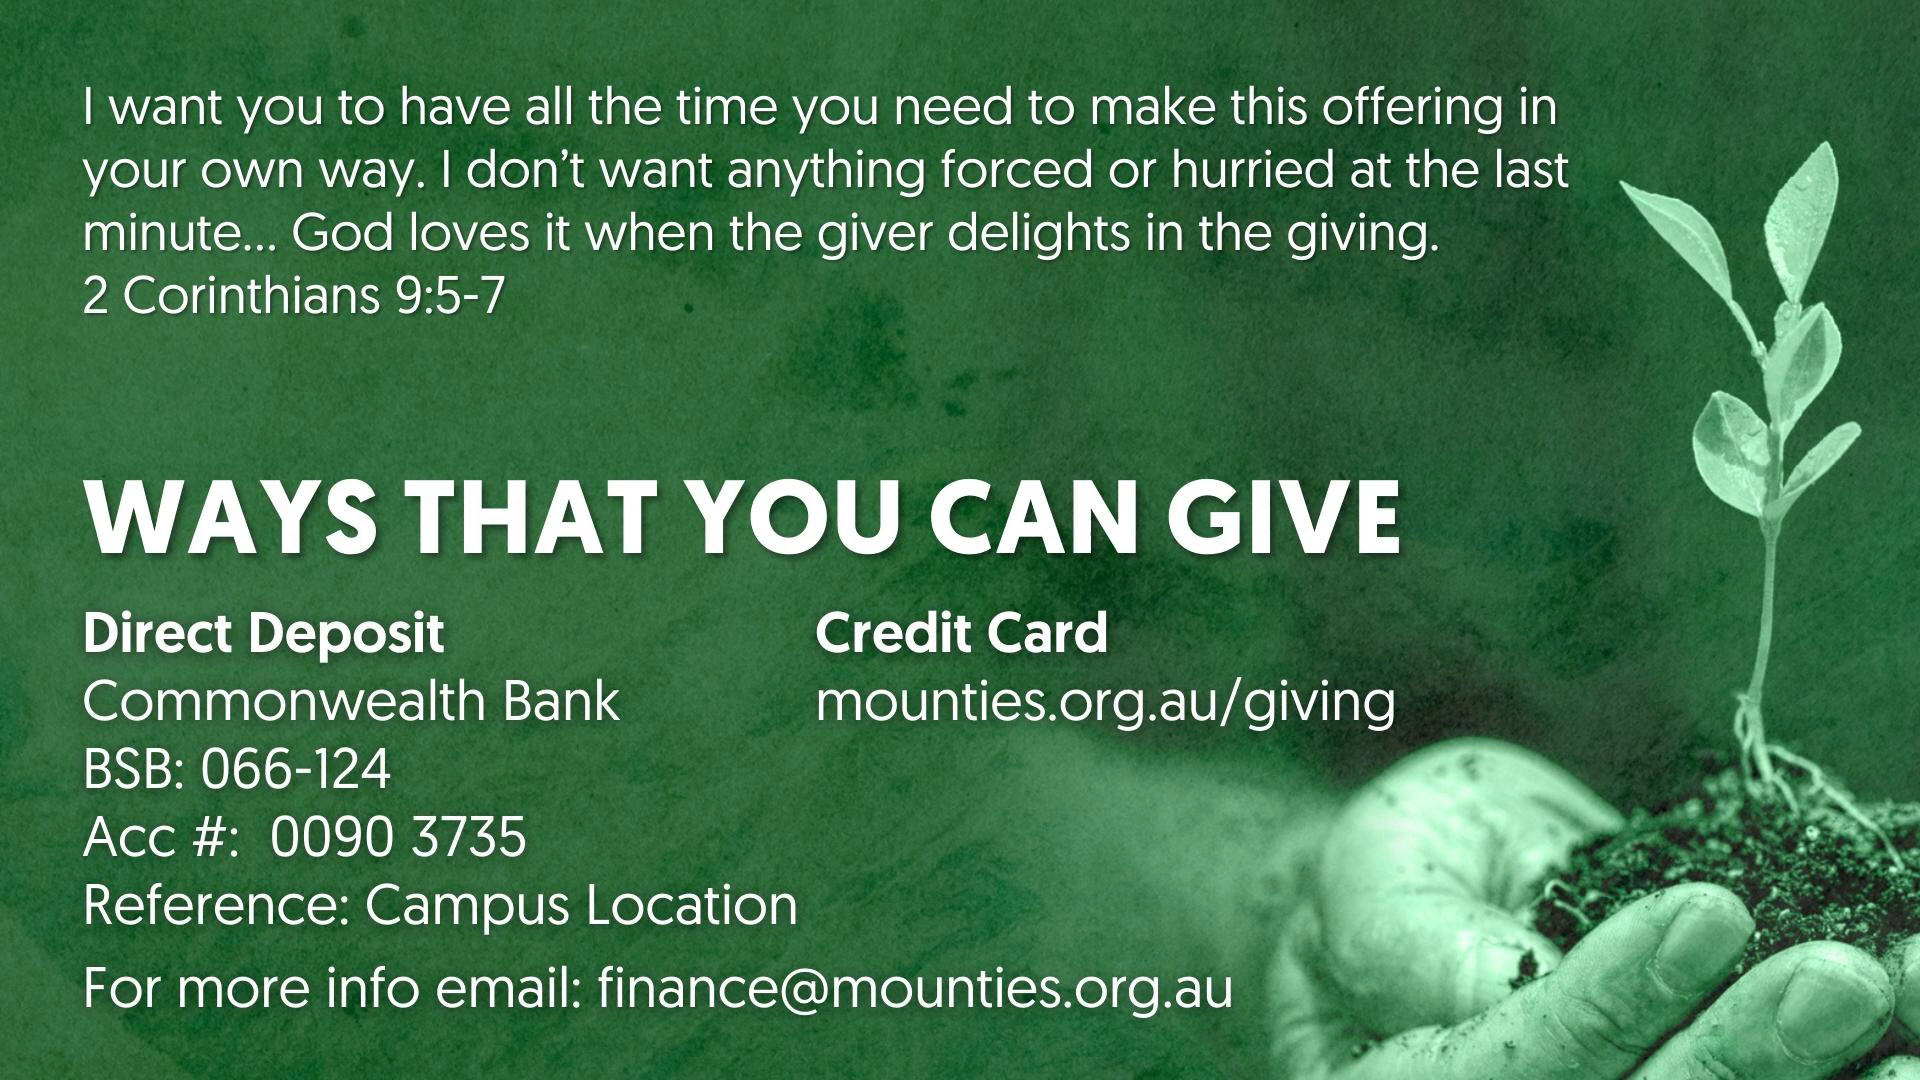 I want you to have all the time you need to make this offering in
your own way. I don’t want anything forced or hurried at the last
minute... God loves it when the giver delights in the giving.
2 Corinthians 9:5-7
WAYS THAT YOU CAN GIVE
Direct Deposit
Commonwealth Bank
BSB: 066-124
Acc #:  0090 3735
Reference: Campus Location
Credit Card
mounties.org.au/giving
For more info email: finance@mounties.org.au